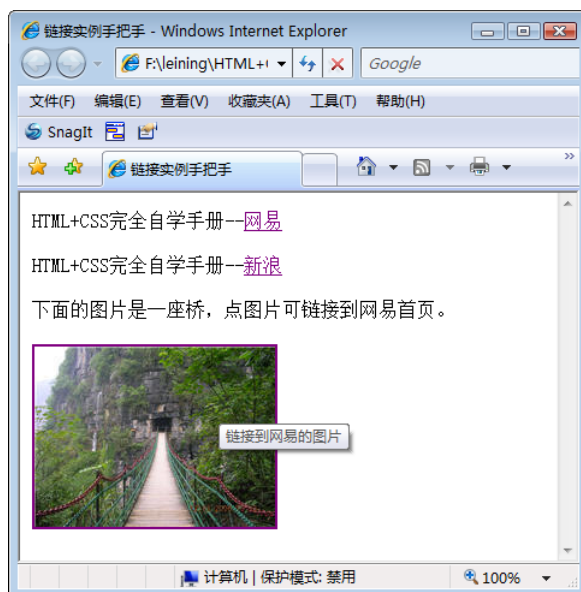 链接实例手把手 - Windows Internet Explorer
F:\leining\HTML+(
Google
文件(F) 编辑(E) 查看(V) 收藏夹(A) 工具(T) 帮助(H)
SnagIt
链接实例手把手
HTML+CSS完全自学手册--网易
HTML+CSS完全自学手册--新浪
下面的图片是一座桥，点图片可链接到网易首页。
链接到网易的图片
计算机 | 保护模式: 禁用
100%